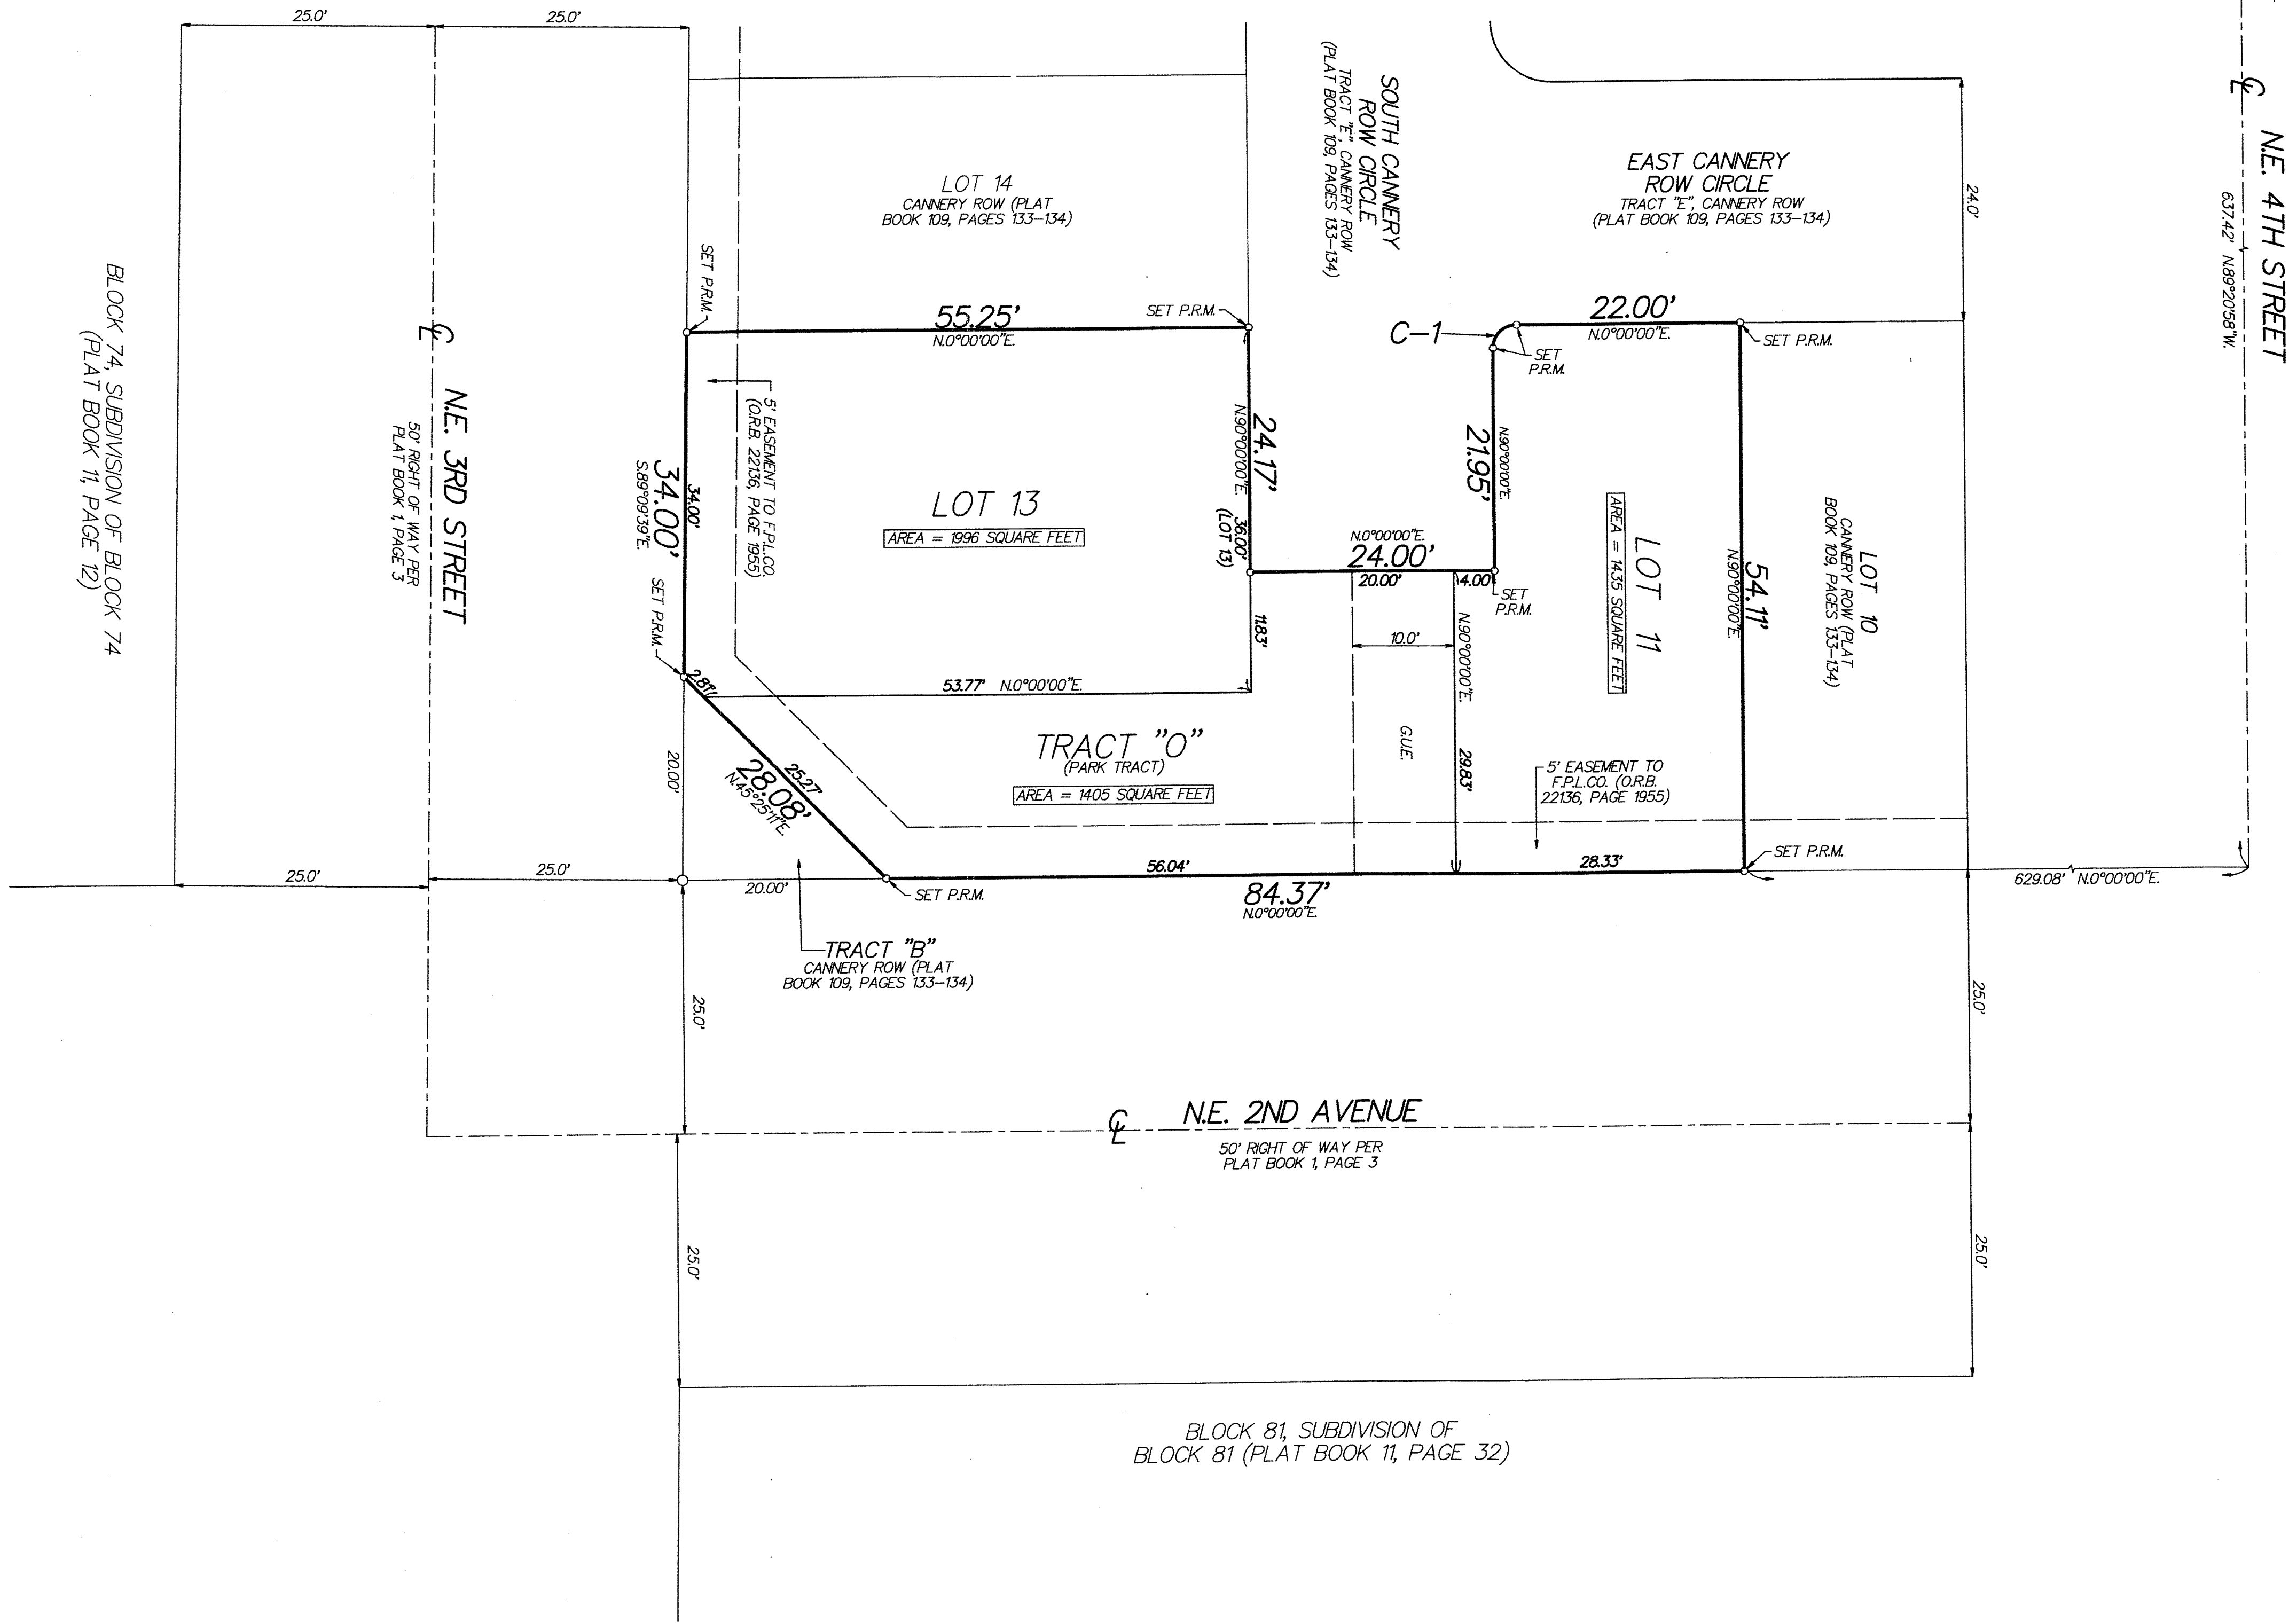 25.0'
25.0'
℄
N.E. 4TH STREET
637.42' N.89°20'58"W.
SOUTH CANNERY
ROW CIRCLE
TRACT "E", CANNERY ROW
(PLAT BOOK 109, PAGES 133-134)
EAST CANNERY
ROW CIRCLE
TRACT "E", CANNERY ROW
(PLAT BOOK 109, PAGES 133-134)
24.0'
LOT 14
CANNERY ROW (PLAT
BOOK 109, PAGES 133-134)
SET P.R.M.
55.25'
N.0°00'00"E.
SET P.R.M.
C-1
SET
P.R.M.
22.00'
N.0°00'00"E.
SET P.R.M.
BLOCK 74, SUBDIVISION OF BLOCK 74
(PLAT BOOK 11, PAGE 12)
℄
N.E. 3RD STREET
50' RIGHT OF WAY PER
PLAT BOOK 1, PAGE 3
34.00'
34.00'
S.89°09'39"E.
SET P.R.M.
5' EASEMENT TO F.P.L.CO.
(O.R.B. 22136, PAGE 1955)
LOT 13
AREA = 1996 SQUARE FEET
24.17'
N.90°00'00"E.
36.00'
(LOT 13)
21.95'
N.90°00'00"E.
N.0°00'00"E.
24.00'
20.00'
4.00'
SET
P.R.M.
LOT 11
AREA = 1435 SQUARE FEET
54.11'
N.90°00'00"E.
LOT 10
CANNERY ROW (PLAT
BOOK 109, PAGES 133-134)
11.83'
10.0'
N.90°00'00"E.
29.83'
G.U.E.
2.81'
53.77' N.0°00'00"E.
TRACT "O"
(PARK TRACT)
AREA = 1405 SQUARE FEET
5' EASEMENT TO
F.P.L.CO. (O.R.B.
22136, PAGE 1955)
20.00'
25.27'
28.08'
N.45°25'11"E.
25.0'
25.0'
20.00'
SET P.R.M.
56.04'
84.37'
N.0°00'00"E.
28.33'
SET P.R.M.
629.08' N.0°00'00"E.
TRACT "B"
CANNERY ROW (PLAT
BOOK 109, PAGES 133-134)
25.0'
25.0'
℄
N.E. 2ND AVENUE
50' RIGHT OF WAY PER
PLAT BOOK 1, PAGE 3
25.0'
25.0'
BLOCK 81, SUBDIVISION OF
BLOCK 81 (PLAT BOOK 11, PAGE 32)